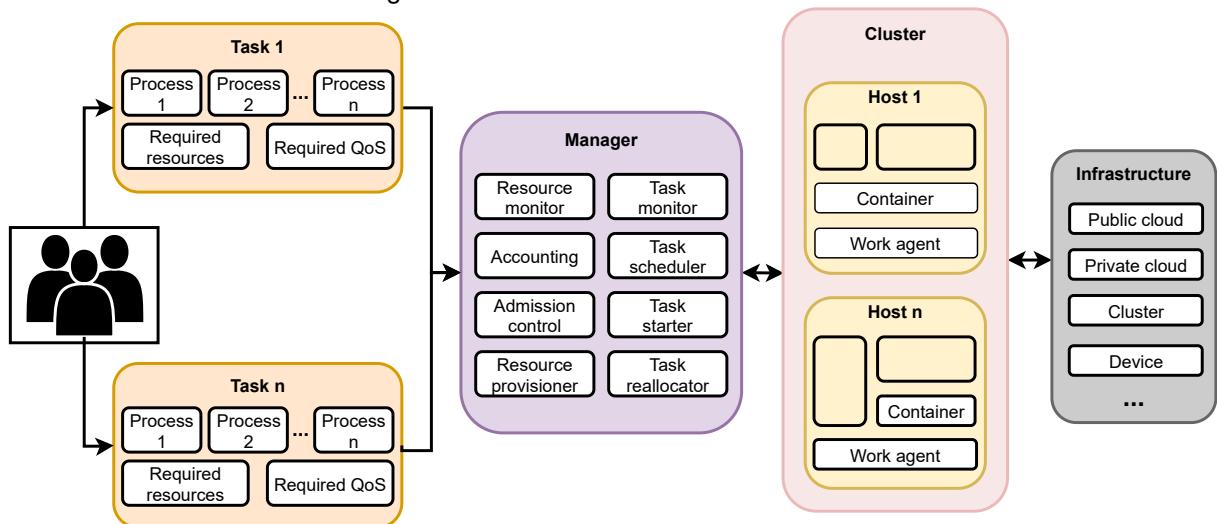 Task 1
Process
1
Process
2
...
Process
n
Required
resources
Required QoS
Task n
Process
1
Process
2
...
Process
n
Required
resources
Required QoS
Manager
Resource
monitor
Task
monitor
Accounting
Task
scheduler
Admission
control
Task
starter
Resource
provisioner
Task
reallocator
Cluster
Host 1
Container
Work agent
Host n
Container
Work agent
Infrastructure
Public cloud
Private cloud
Cluster
Device
...